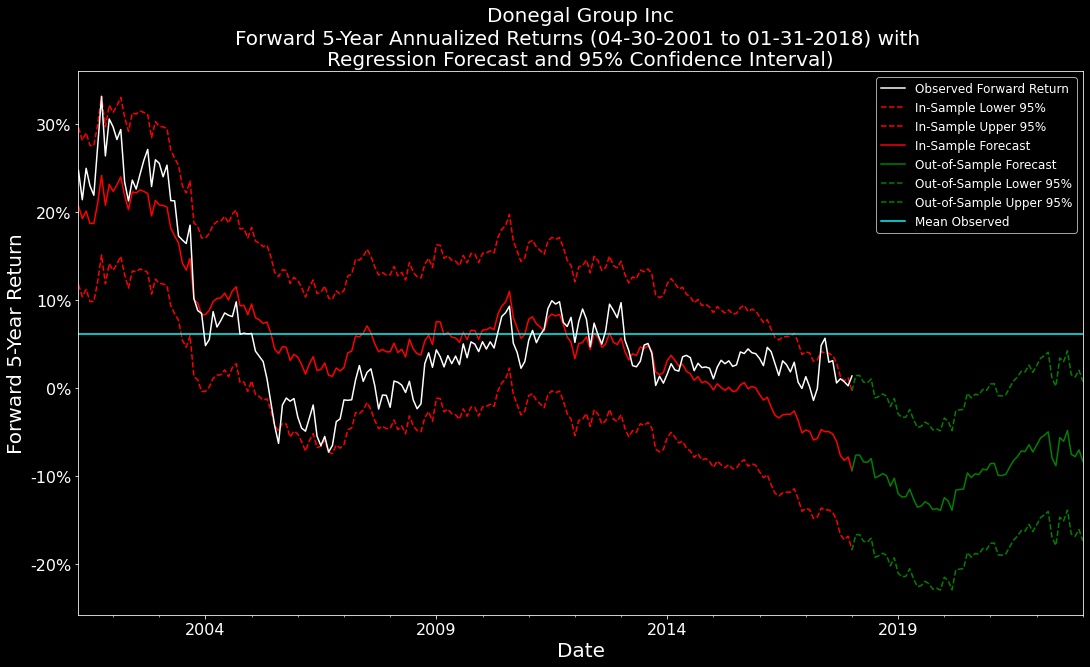 Donegal Group Inc
Forward 5-Year Annualized Returns (04-30-2001 to 01-31-2018) with
Regression Forecast and 95% Confidence Interval)
Observed Forward Return
In-Sample Lower 95%
In-Sample Upper 95%
In-Sample Forecast
Out-of-Sample Forecast
Out-of-Sample Lower 95%
Out-of-Sample Upper 95%
Mean Observed
Forward 5-Year Return
30%
20%
10%
0%
-10%
-20%
2004
2009
2014
2019
Date